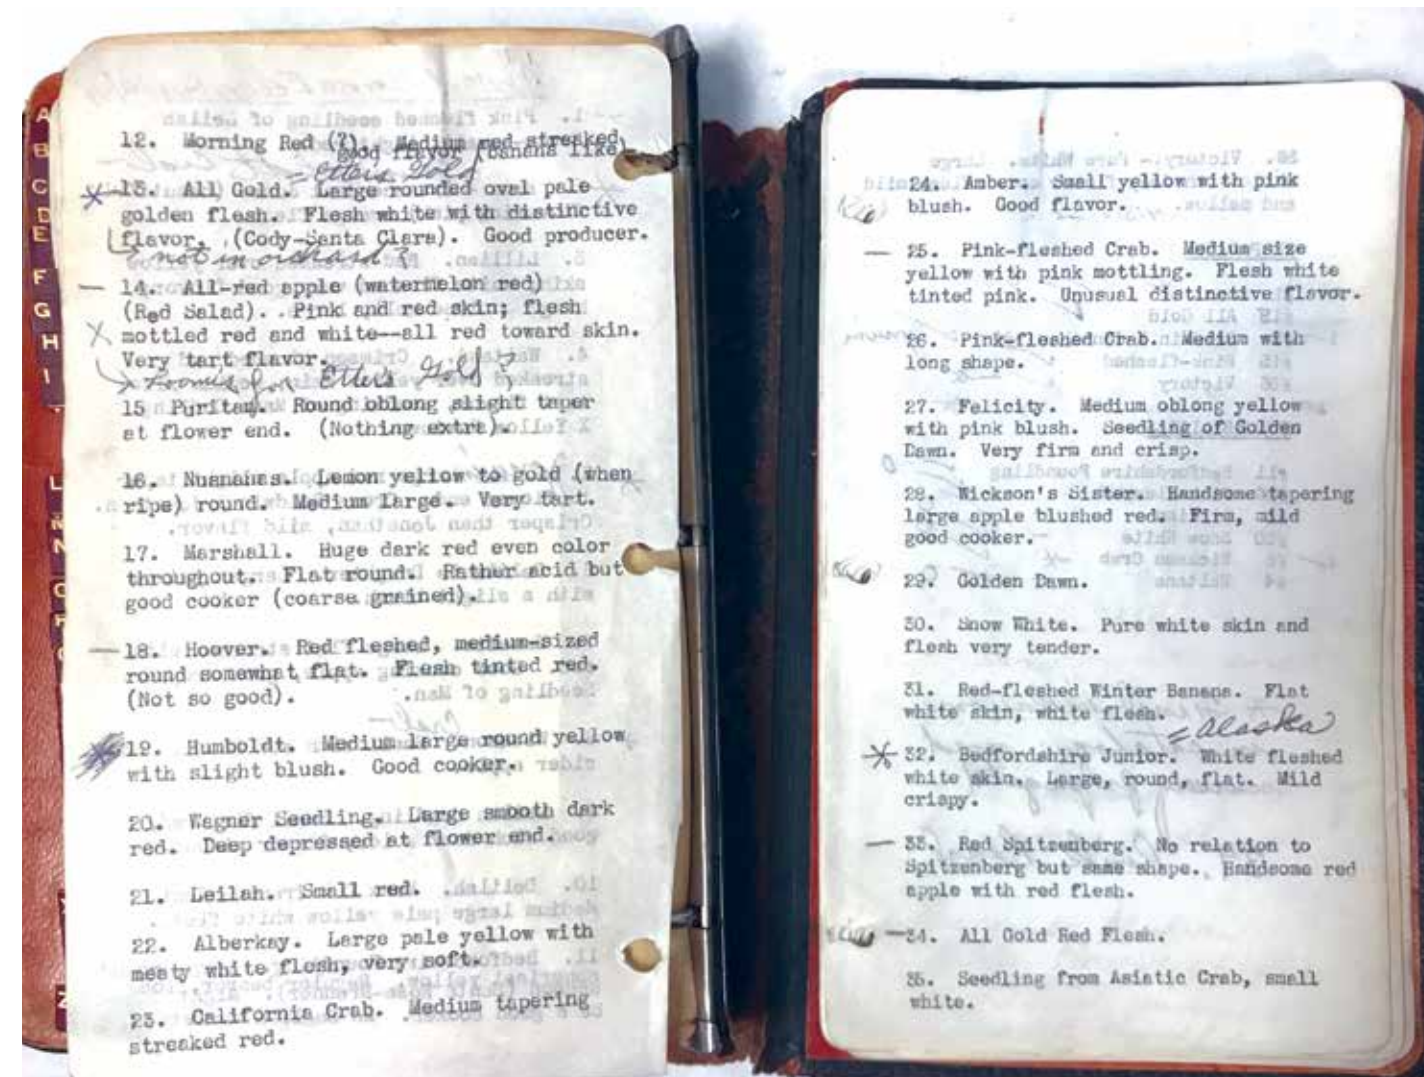 12. Morning Red (?). Medium red streaked,
good flavor (banana like)
= Etters Gold
13. All Gold. Large rounded oval pale
golden flesh. Flesh white with distinctive
flavor. (Cody-Santa Clara). Good producer.
not in orchard?
14. All-red apple (watermelon red)
(Red Salad). Pink and red skin; flesh
mottled red and white--all red toward skin.
Very tart flavor.
Loomis for Etter's Gold?
15 Puritan. Round oblong slight taper
at flower end. (Nothing extra).
16. Nuanahas. Lemon yellow to gold (when
ripe) round. Medium large. Very tart.
17. Marshall. Huge dark red even color
throughout. Flat round. Rather acid but
good cooker (coarse grained).
18. Hoover. Red fleshed, medium-sized
round somewhat flat. Flesh tinted red.
(Not so good).
19. Humboldt. Medium large round yellow
with slight blush. Good cooker.
20. Wagner Seedling. Large smooth dark
red. Deep depressed at flower end.
21. Leilah. Small red.
22. Alberkay. Large pale yellow with
meaty white flesh, very soft.
23. California Crab. Medium tapering
streaked red.
A
B
C
D
E
F
G
H
I
L
M
N
O
Z
24. Amber. Small yellow with pink
blush. Good flavor.
25. Pink-fleshed Crab. Medium size
yellow with pink mottling. Flesh white
tinted pink. Unusual distinctive flavor.
26. Pink-fleshed Crab. Medium with
long shape.
27. Felicity. Medium oblong yellow
with pink blush. Seedling of Golden
Dawn. Very firm and crisp.
28. Wickson's Sister. Handsome tapering
large apple blushed red. Firm, mild
good cooker.
29. Golden Dawn.
30. Snow White. Pure white skin and
flesh very tender.
31. Red-fleshed Winter Banana. Flat
white skin, white flesh.
= Alaska
32. Bedfordshire Junior. White fleshed
white skin. Large, round, flat. Mild
crispy.
33. Red Spitzenberg. No relation to
Spitzenberg but same shape. Handsome red
apple with red flesh.
34. All Gold Red Flesh.
35. Seedling from Asiatic Crab, small
white.